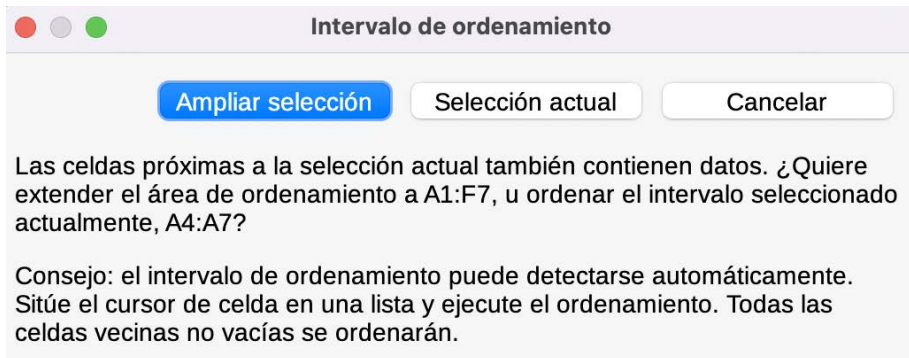 Intervalo de ordenamiento
Ampliar selección
Selección actual
Cancelar
Las celdas próximas a la selección actual también contienen datos. ¿Quiere
extender el área de ordenamiento a A1:F7, u ordenar el intervalo seleccionado
actualmente, A4:A7?
Consejo: el intervalo de ordenamiento puede detectarse automáticamente.
Sitúe el cursor de celda en una lista y ejecute el ordenamiento. Todas las
celdas vecinas no vacías se ordenarán.